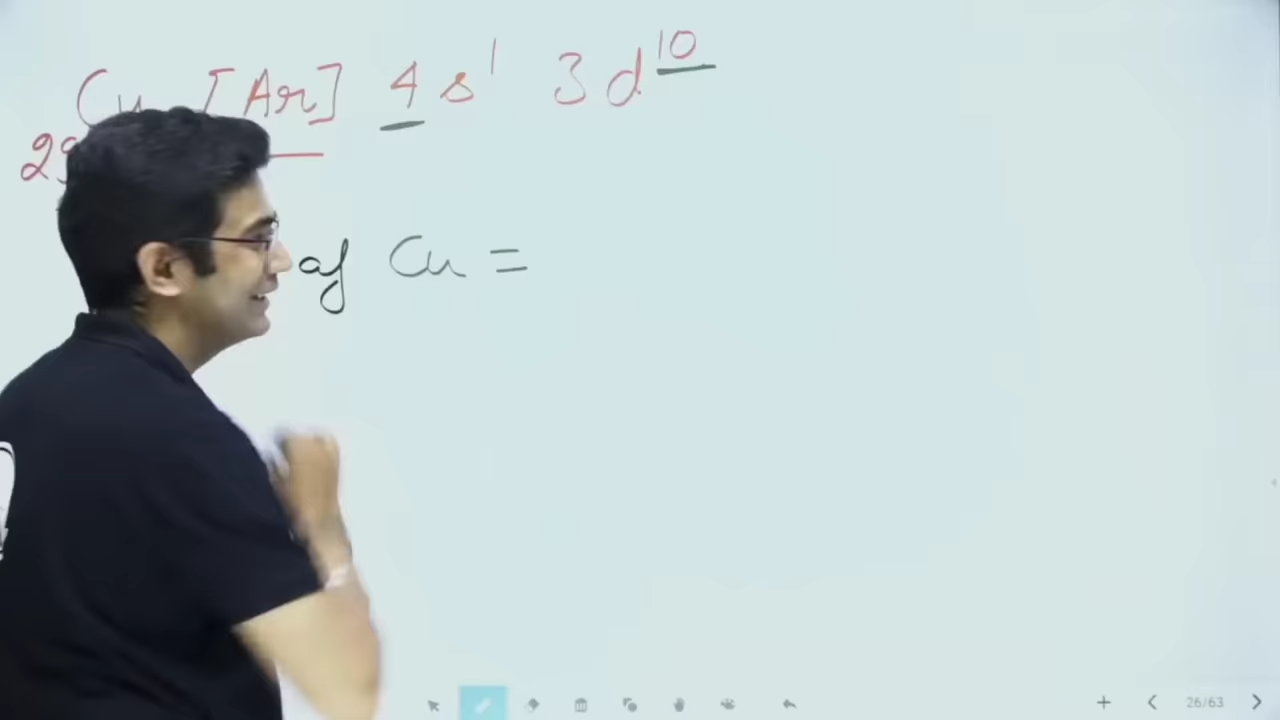 Cu [Ar] 4s¹ 3d¹⁰
29
of Cu =
26/63